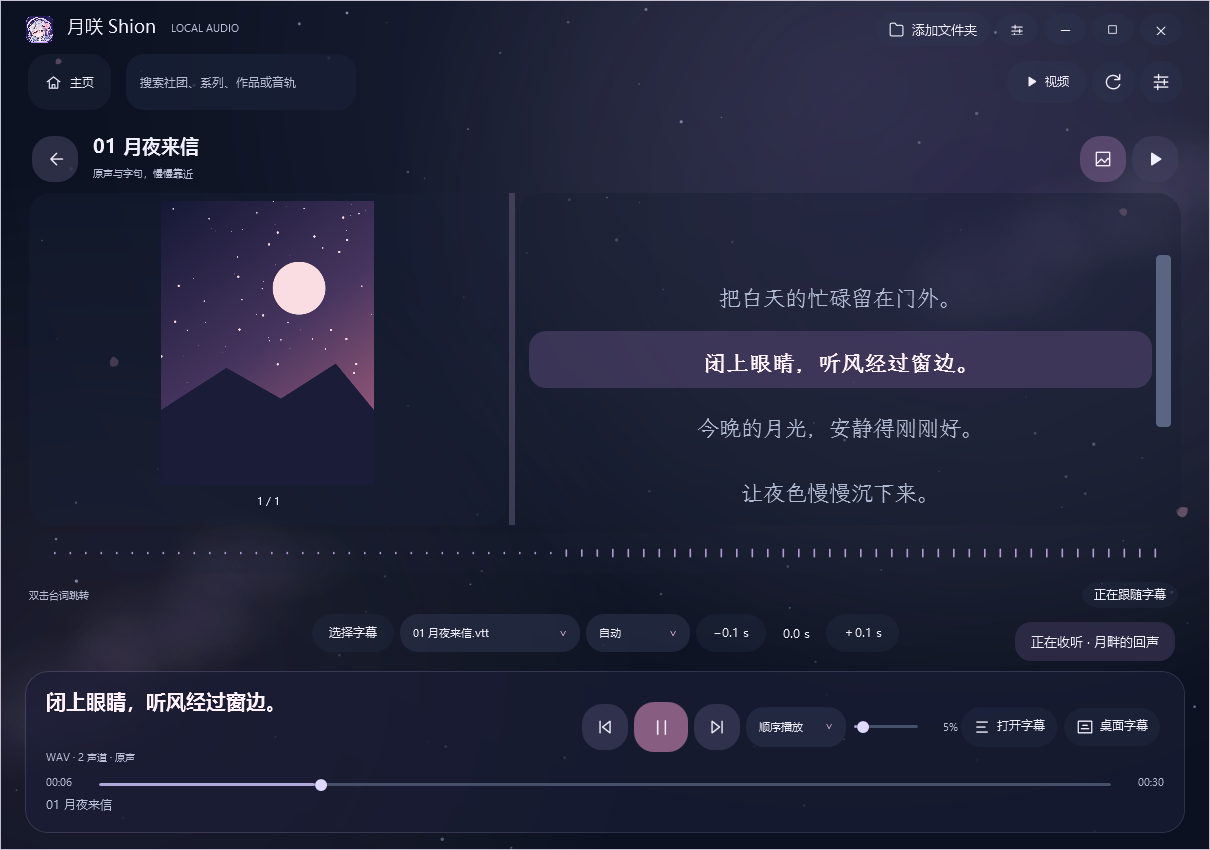 月咲 Shion LOCAL AUDIO 添加文件夹
主页 搜索社团、系列、作品或音轨 视频
01 月夜来信
原声与字句，慢慢靠近
把白天的忙碌留在门外。
闭上眼睛，听风经过窗边。
今晚的月光，安静得刚刚好。
让夜色慢慢沉下来。
1 / 1
双击台词跳转 正在跟随字幕
选择字幕 01 月夜来信.vtt 自动 −0.1 s 0.0 s +0.1 s
正在收听 · 月畔的回声
闭上眼睛，听风经过窗边。
顺序播放 5% 打开字幕 桌面字幕
WAV · 2 声道 · 原声
00:06 00:30
01 月夜来信